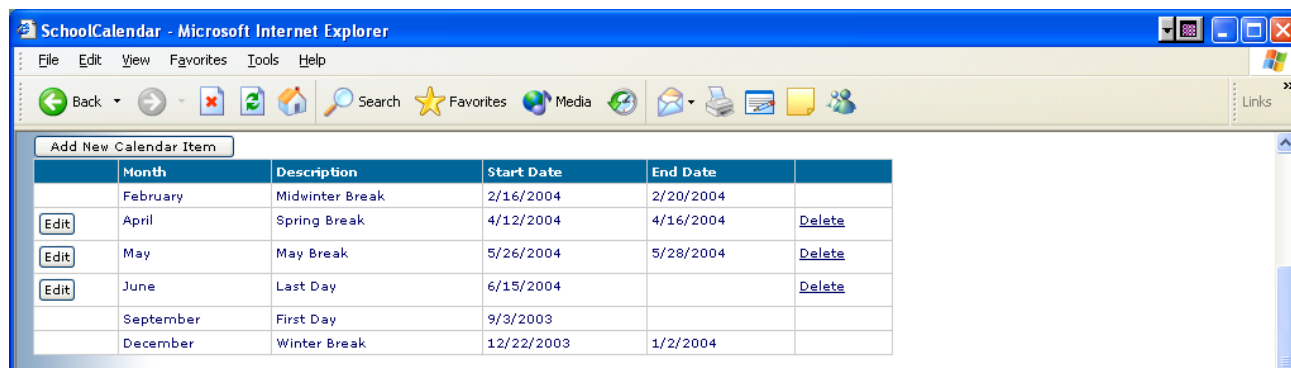 SchoolCalendar - Microsoft Internet Explorer
File Edit View Favorites Tools Help
Back Search Favorites Media Links
Add New Calendar Item
Month Description Start Date End Date
February Midwinter Break 2/16/2004 2/20/2004
Edit April Spring Break 4/12/2004 4/16/2004 Delete
Edit May May Break 5/26/2004 5/28/2004 Delete
Edit June Last Day 6/15/2004 Delete
September First Day 9/3/2003
December Winter Break 12/22/2003 1/2/2004